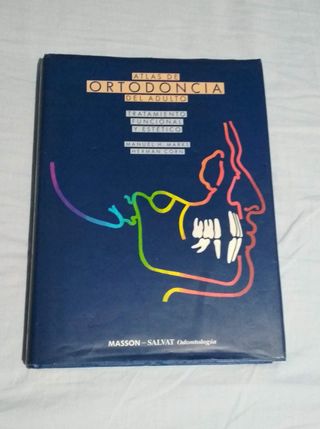 ATLAS DE
ORTODONCIA
DEL ADULTO
TRATAMIENTO
FUNCIONAL
Y ESTÉTICO
MANUEL H. MARKS
HERMAN CORN
MASSON – SALVAT Odontología